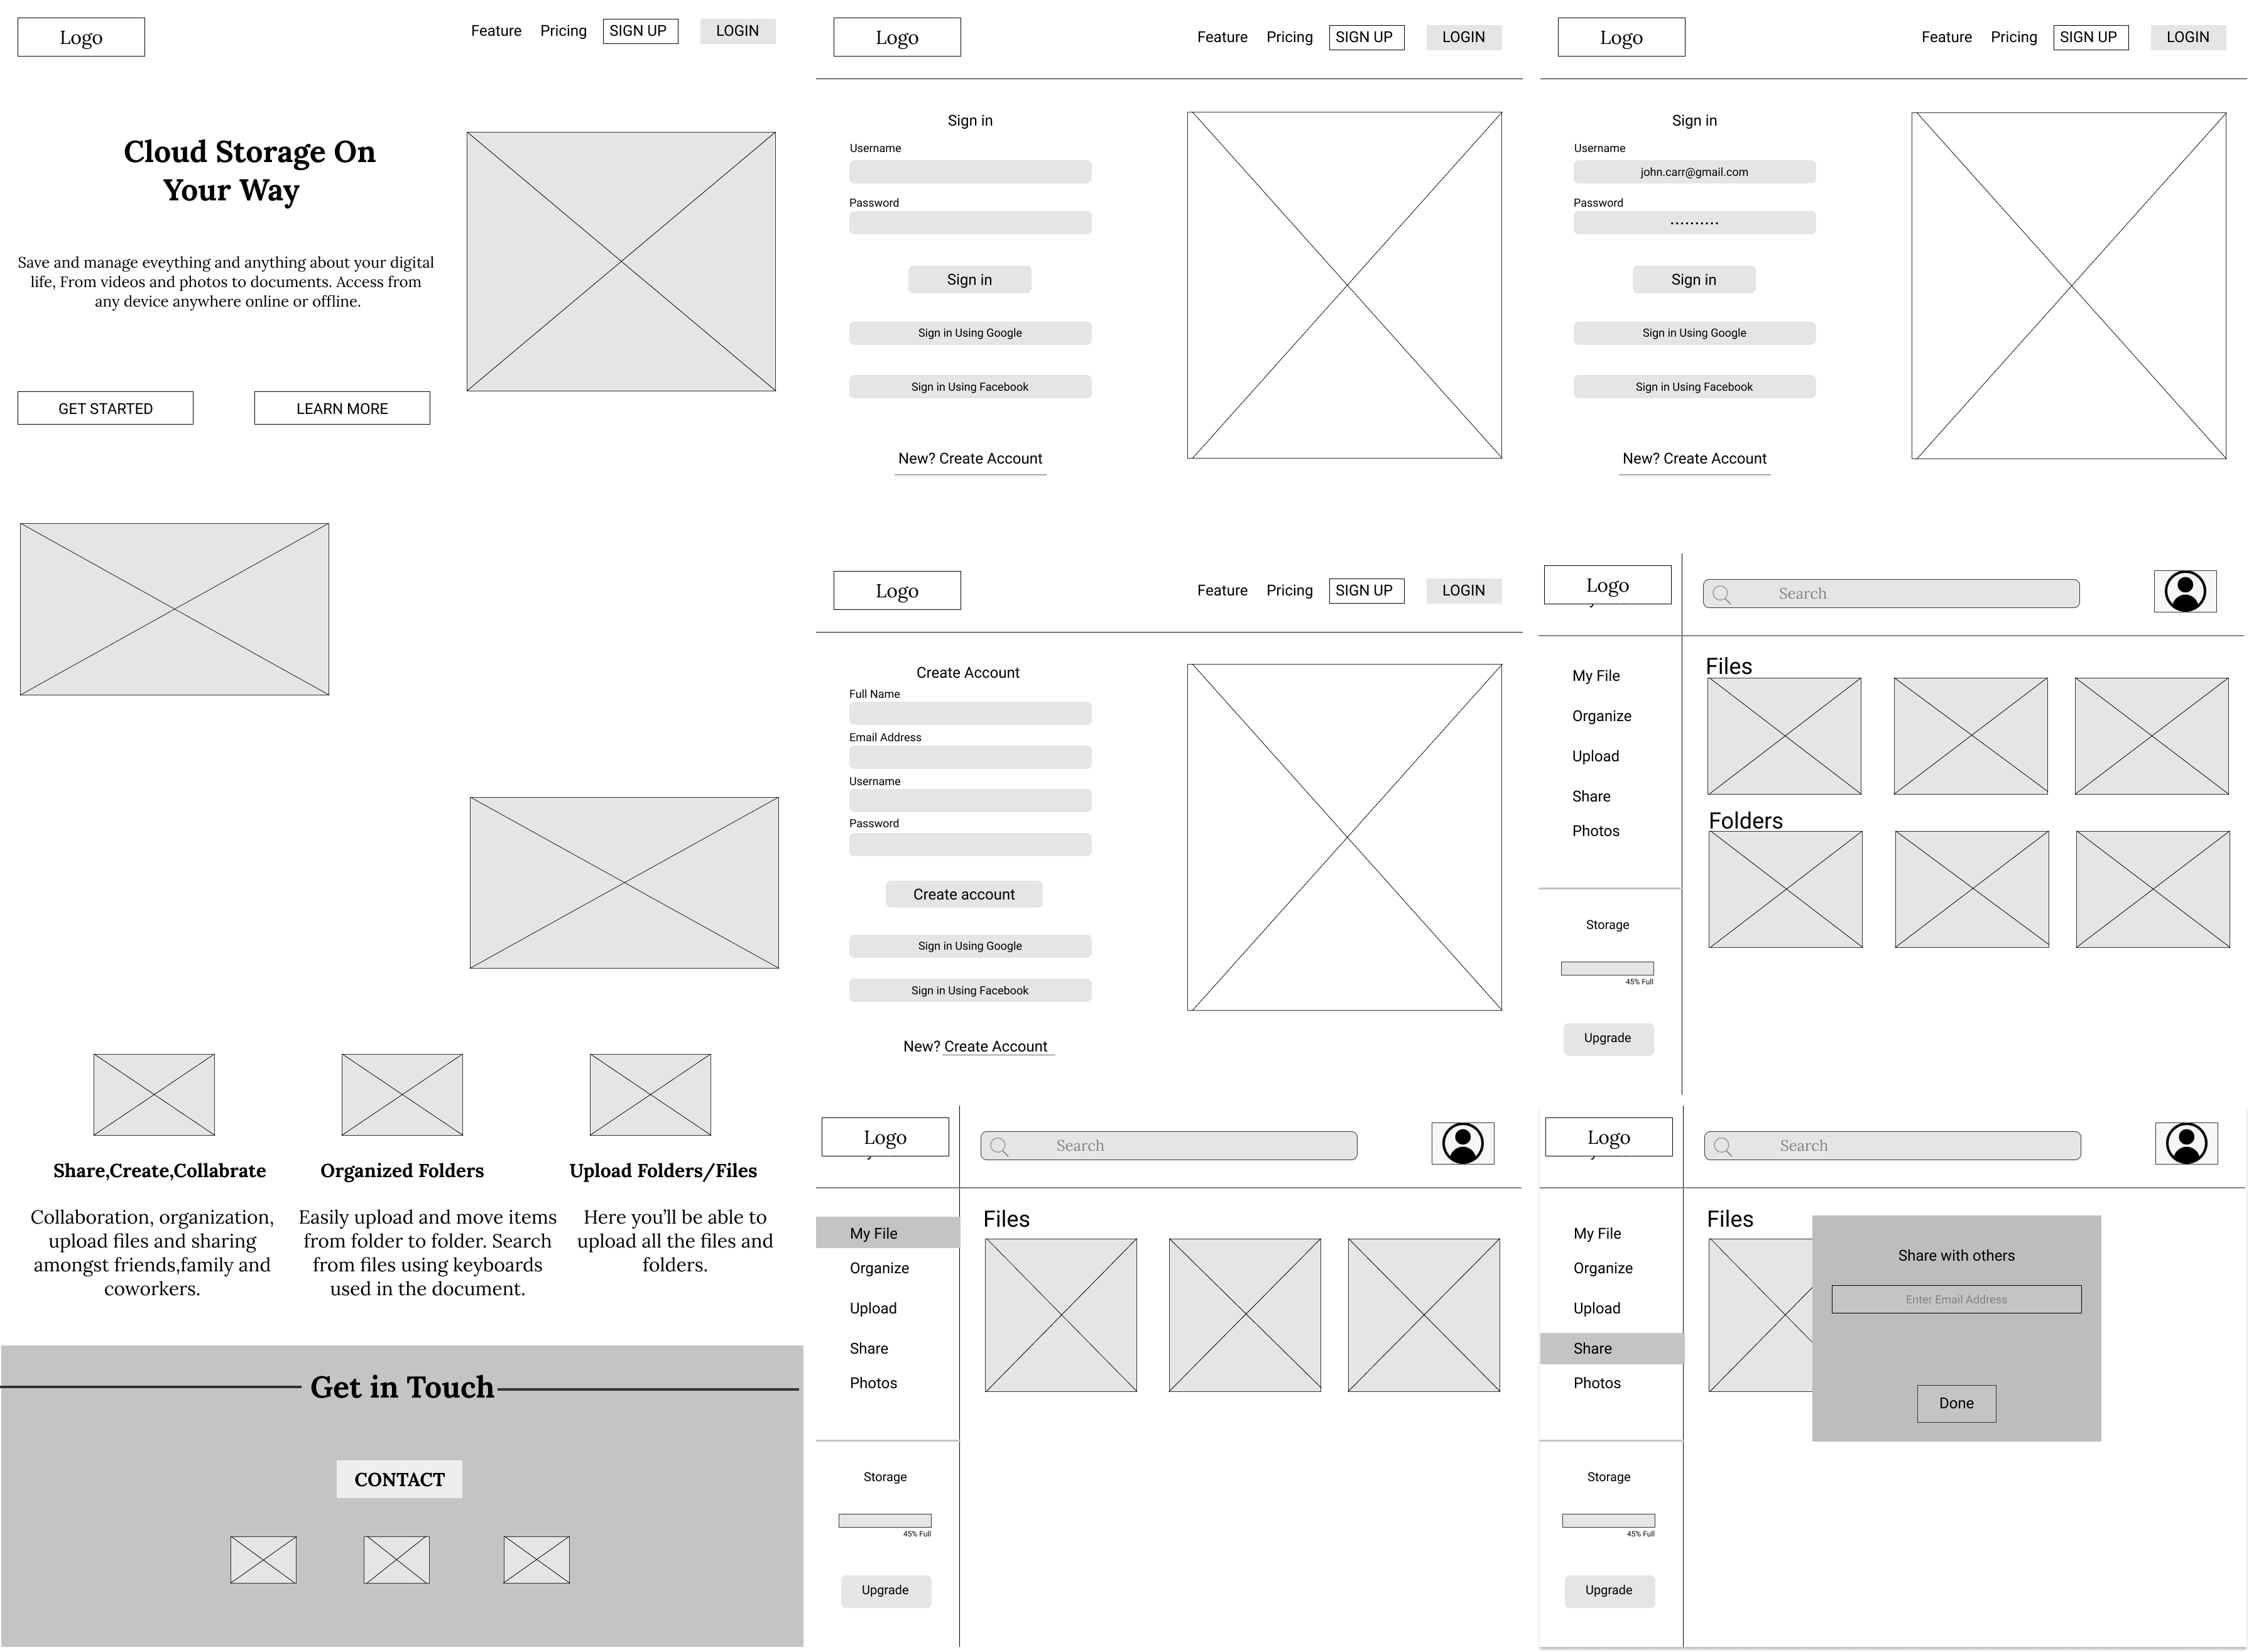 Logo
Feature Pricing SIGN UP LOGIN
Cloud Storage On
Your Way
Save and manage eveything and anything about your digital
life, From videos and photos to documents. Access from
any device anywhere online or offline.
GET STARTED LEARN MORE
Share,Create,Collabrate
Collaboration, organization,
upload files and sharing
amongst friends,family and
coworkers.
Organized Folders
Easily upload and move items
from folder to folder. Search
from files using keyboards
used in the document.
Upload Folders/Files
Here you'll be able to
upload all the files and
folders.
Get in Touch
CONTACT
Logo
Feature Pricing SIGN UP LOGIN
Sign in
Username
Password
Sign in
Sign in Using Google
Sign in Using Facebook
New? Create Account
Logo
Feature Pricing SIGN UP LOGIN
Sign in
Username
john.carr@gmail.com
Password
••••••••••
Sign in
Sign in Using Google
Sign in Using Facebook
New? Create Account
Logo
Feature Pricing SIGN UP LOGIN
Create Account
Full Name
Email Address
Username
Password
Create account
Sign in Using Google
Sign in Using Facebook
New? Create Account
Logo
Search
My File
Organize
Upload
Share
Photos
Storage
45% Full
Upgrade
Files
Folders
Logo
Search
My File
Organize
Upload
Share
Photos
Storage
45% Full
Upgrade
Files
Logo
Search
My File
Organize
Upload
Share
Photos
Storage
45% Full
Upgrade
Files
Share with others
Enter Email Address
Done